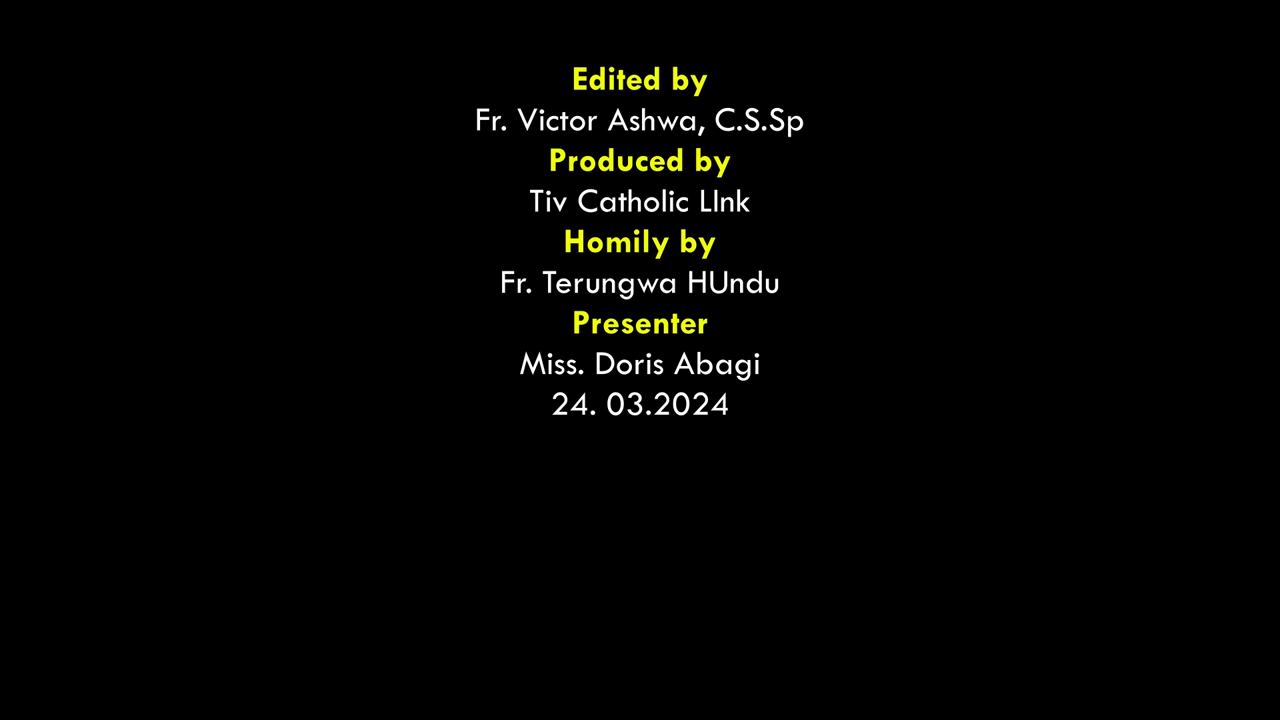 Edited by
Fr. Victor Ashwa, C.S.Sp
Produced by
Tiv Catholic LInk
Homily by
Fr. Terungwa HUndu
Presenter
Miss. Doris Abagi
24. 03.2024